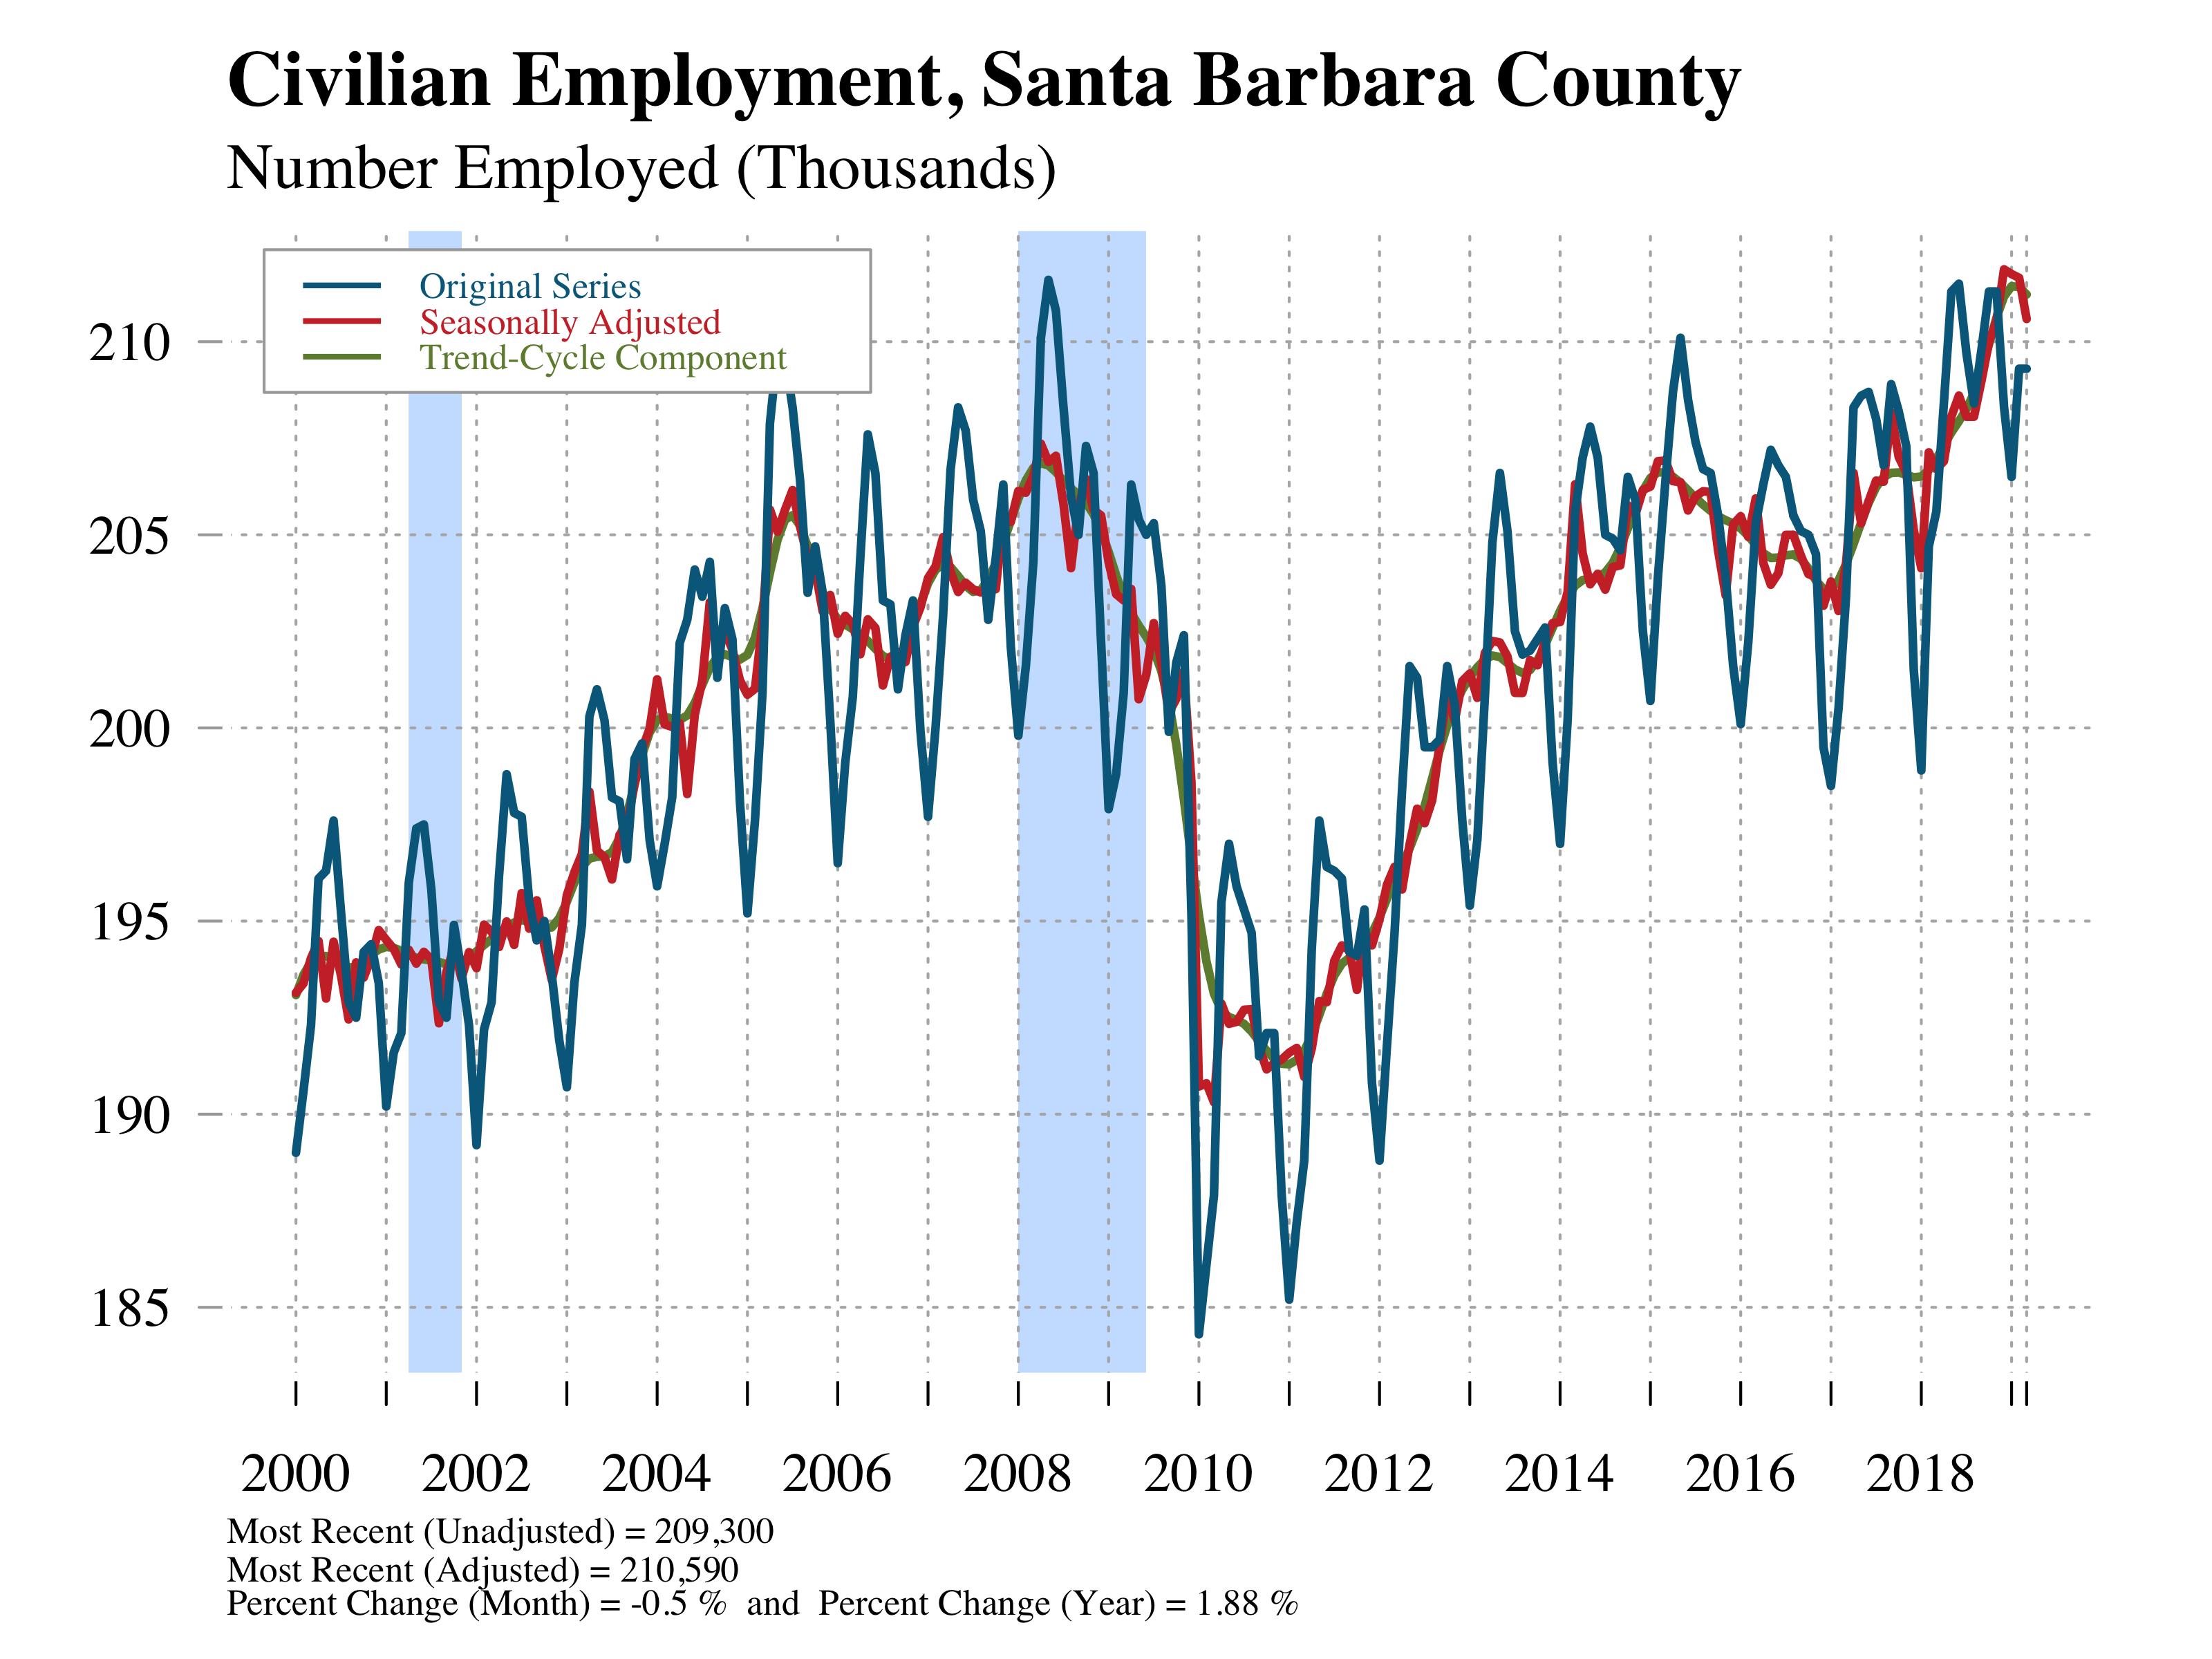 Civilian Employment, Santa Barbara County
Number Employed (Thousands)
Original Series
Seasonally Adjusted
Trend-Cycle Component
210
205
200
195
190
185
2000 2002 2004 2006 2008 2010 2012 2014 2016 2018
Most Recent (Unadjusted) = 209,300
Most Recent (Adjusted) = 210,590
Percent Change (Month) = -0.5 % and Percent Change (Year) = 1.88 %